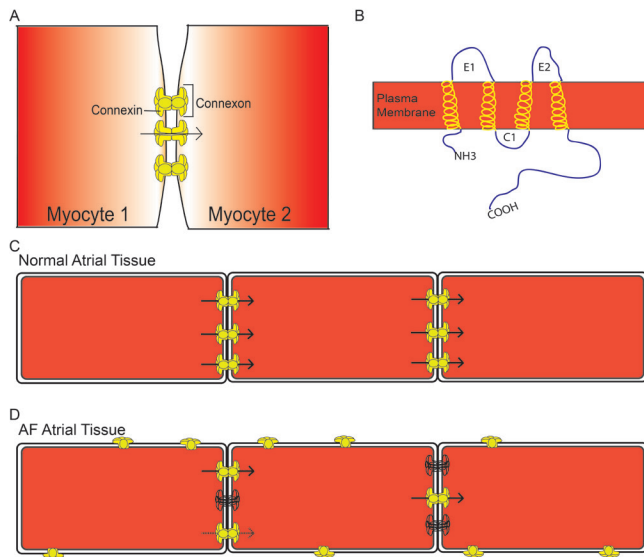 A
Connexin
Connexon
Myocyte 1
Myocyte 2
B
E1
E2
Plasma
Membrane
C1
NH3
COOH
C
Normal Atrial Tissue
D
AF Atrial Tissue